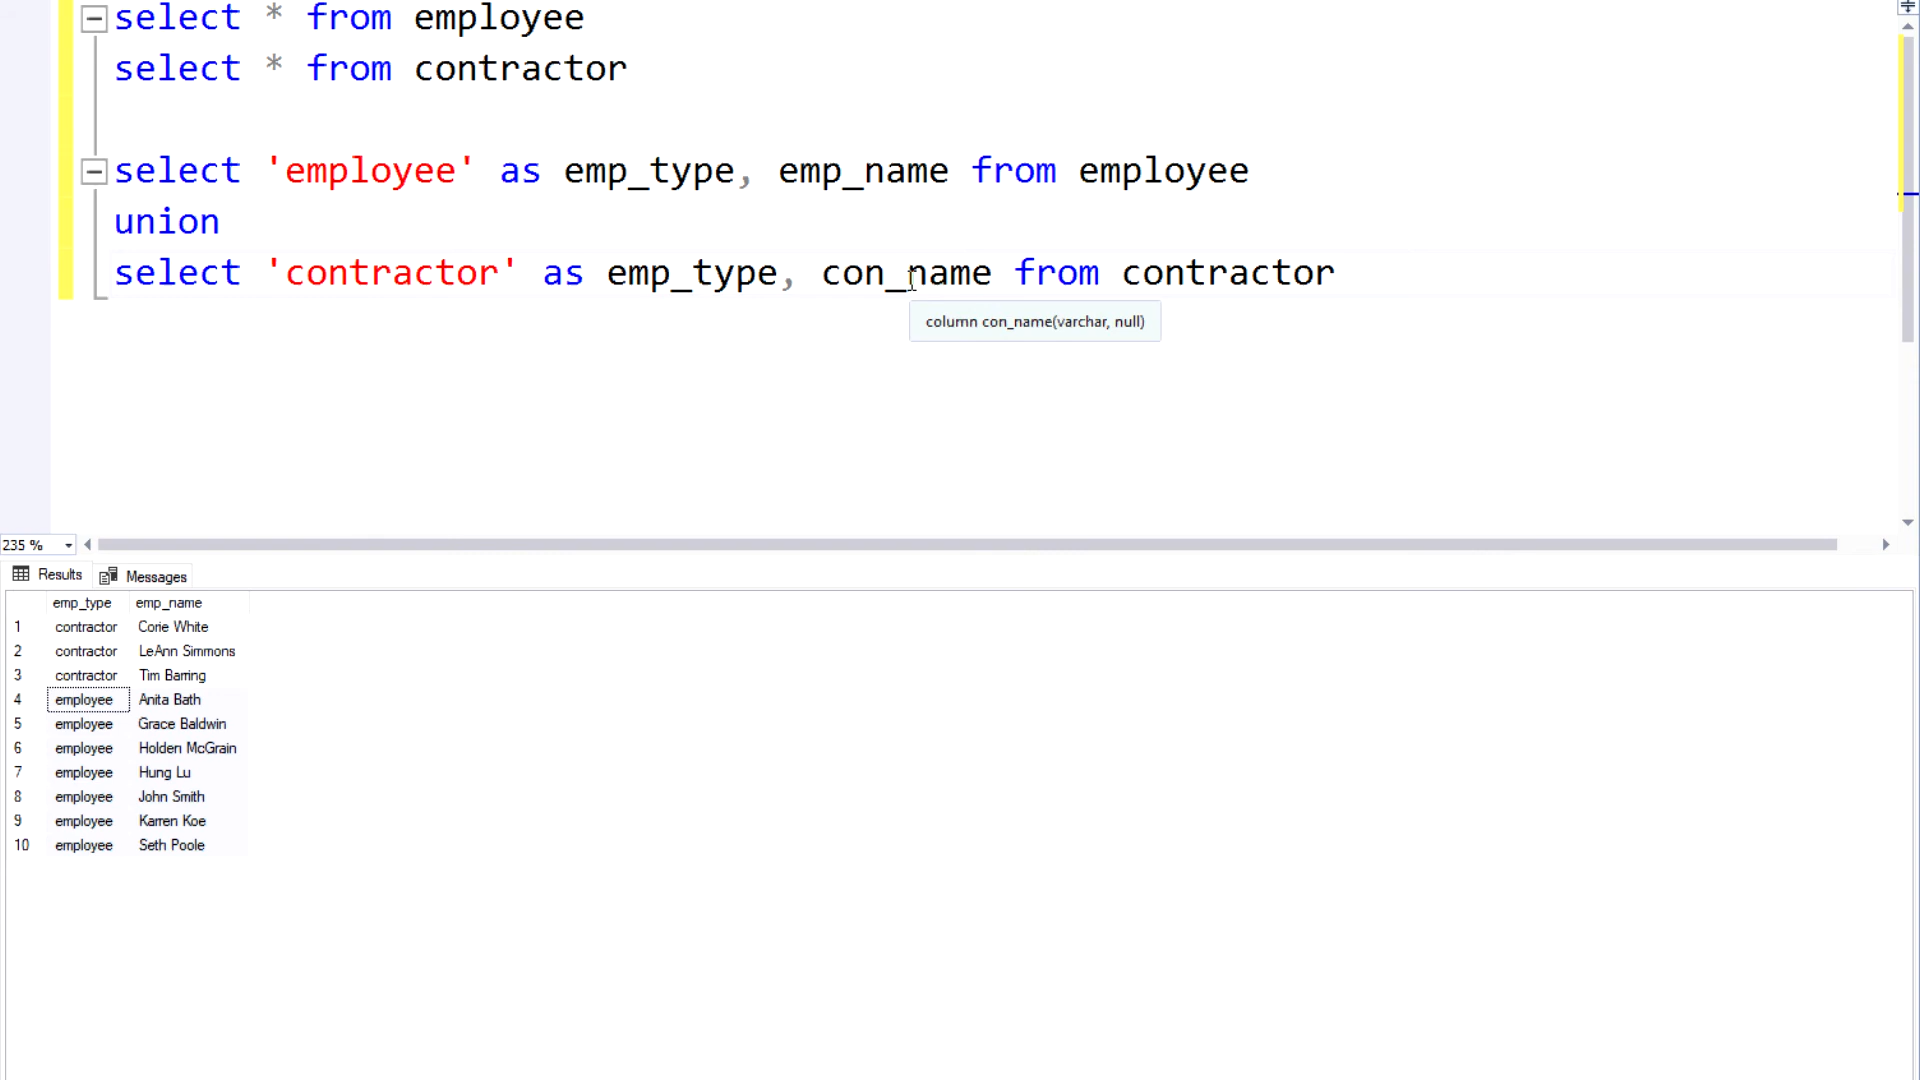 select * from employee
select * from contractor
select 'employee' as emp_type, emp_name from employee
union
select 'contractor' as emp_type, con_name from contractor
column con_name(varchar, null)
235 %
Results Messages
emp_type emp_name
1 contractor Corie White
2 contractor LeAnn Simmons
3 contractor Tim Barring
4 employee Anita Bath
5 employee Grace Baldwin
6 employee Holden McGrain
7 employee Hung Lu
8 employee John Smith
9 employee Karren Koe
10 employee Seth Poole